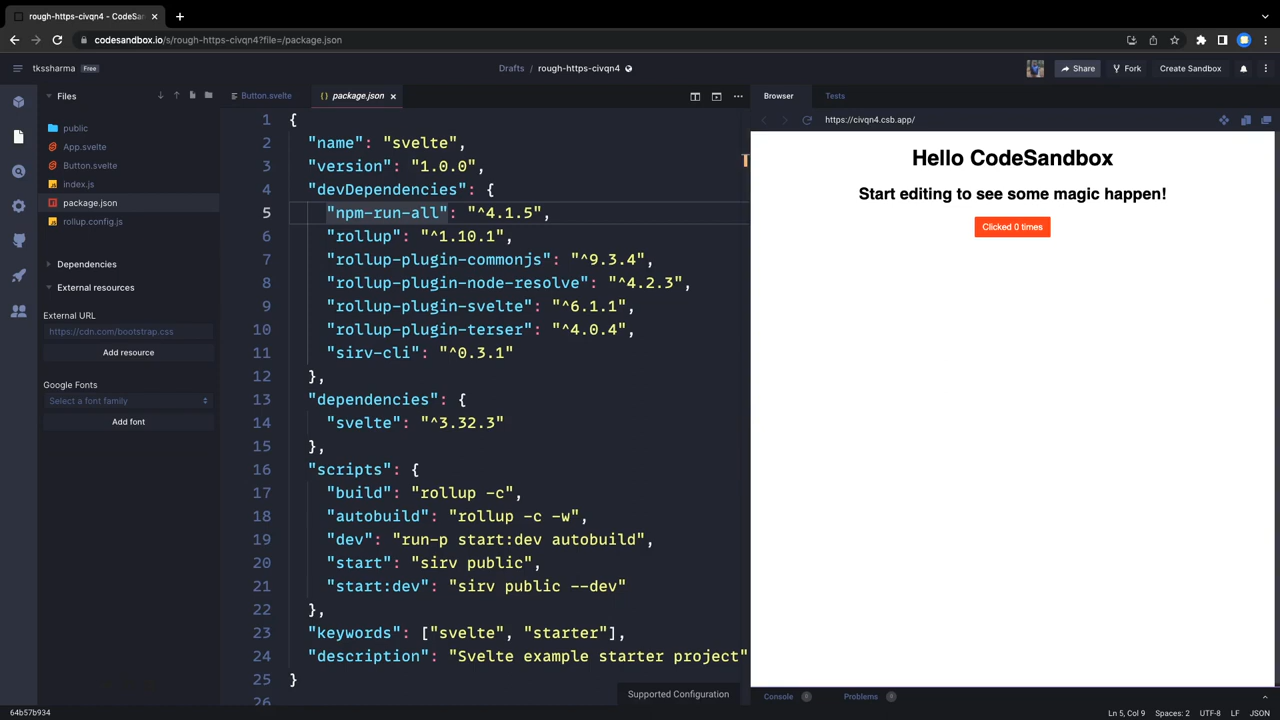 rough-https-civqn4 - CodeSan
codesandbox.io/s/rough-https-civqn4?file=/package.json
tkssharma
Free
Drafts / rough-https-civqn4
Share
Fork
Create Sandbox
Files
public
App.svelte
Button.svelte
index.js
package.json
rollup.config.js
Dependencies
External resources
External URL
https://cdn.com/bootstrap.css
Add resource
Google Fonts
Select a font family
Add font
Button.svelte
{ } package.json
1 {
2 "name": "svelte",
3 "version": "1.0.0",
4 "devDependencies": {
5 "npm-run-all": "^4.1.5",
6 "rollup": "^1.10.1",
7 "rollup-plugin-commonjs": "^9.3.4",
8 "rollup-plugin-node-resolve": "^4.2.3",
9 "rollup-plugin-svelte": "^6.1.1",
10 "rollup-plugin-terser": "^4.0.4",
11 "sirv-cli": "^0.3.1"
12 },
13 "dependencies": {
14 "svelte": "^3.32.3"
15 },
16 "scripts": {
17 "build": "rollup -c",
18 "autobuild": "rollup -c -w",
19 "dev": "run-p start:dev autobuild",
20 "start": "sirv public",
21 "start:dev": "sirv public --dev"
22 },
23 "keywords": ["svelte", "starter"],
24 "description": "Svelte example starter project"
25 }
26
Supported Configuration
Browser
Tests
https://civqn4.csb.app/
Hello CodeSandbox
Start editing to see some magic happen!
Clicked 0 times
Console 0
Problems 0
64b57b934
Ln 5, Col 9
Spaces: 2
UTF-8
LF
JSON